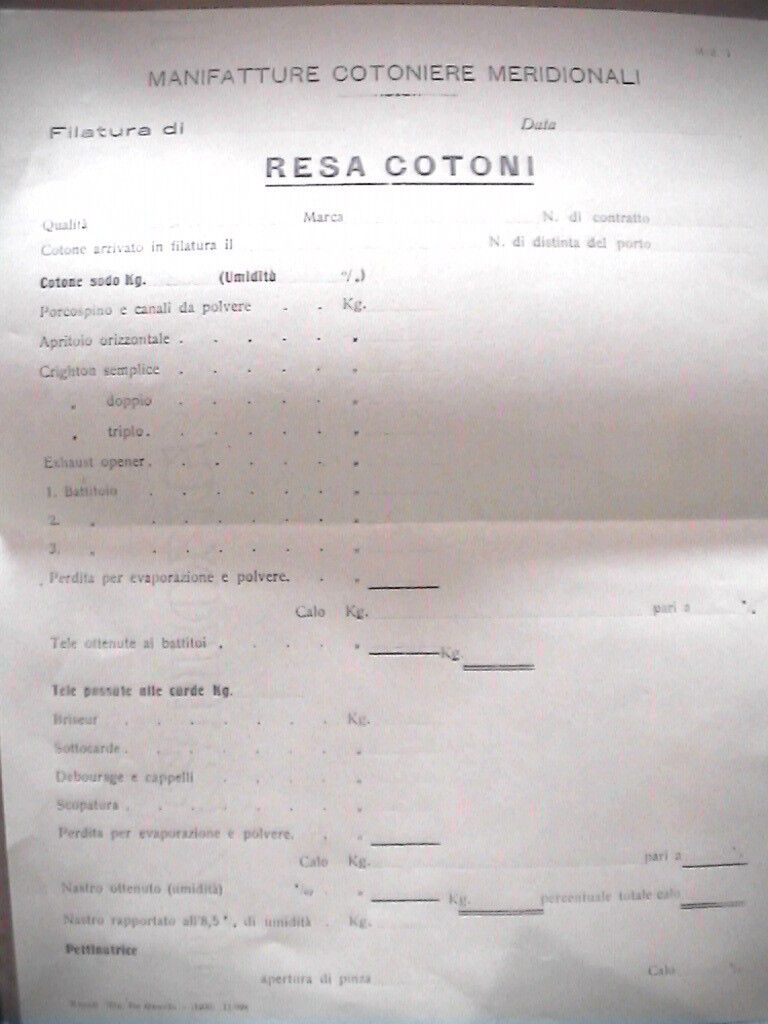 MANIFATTURE COTONIERE MERIDIONALI
Filatura di Data
RESA COTONI
Qualità Marca N. di contratto
Cotone arrivato in filatura il N. di distinta del porto
Cotone sodo Kg. (Umidità %)
Porcospino e canali da polvere . . Kg.
Apritoio orizzontale . . . . . "
Crighton semplice . . . . . "
" doppio . . . . . "
" triplo . . . . . "
Exhaust opener . . . . . . "
1. Battitoio . . . . . . "
2. " . . . . . . "
3. " . . . . . . "
Perdita per evaporazione e polvere. . "
Calo Kg. pari a %
Tele ottenute ai battitoi . . . . . " Kg.
Tele passate alle carde Kg.
Briseur . . . . . . . Kg.
Sottocarde . . . . . . . "
Debourage e cappelli . . . . "
Scopatura . . . . . . . "
Perdita per evaporazione e polvere. . "
Calo Kg. pari a %
Nastro ottenuto (umidità) " Kg. percentuale totale calo
Nastro rapportato all'8,5 %, di umidità . Kg.
Pettinatrice
apertura di pinza Calo %